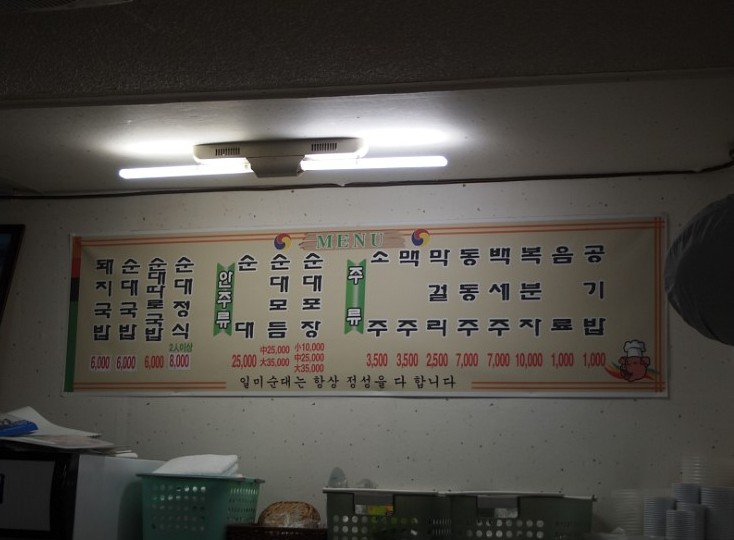 MENU
돼지국밥 6,000
순대국밥 6,000
순대따로국밥 6,000
순대정식 2人이상 8,000
안주류
순대 25,000
순대모듬 中25,000 大35,000
순대포장 小10,000 中25,000 大35,000
주류
소주 3,500
맥주 3,500
막걸리 2,500
동동주 7,000
백세주 7,000
복분자 10,000
음료 1,000
공기밥 1,000
일미순대는 항상 정성을 다 합니다